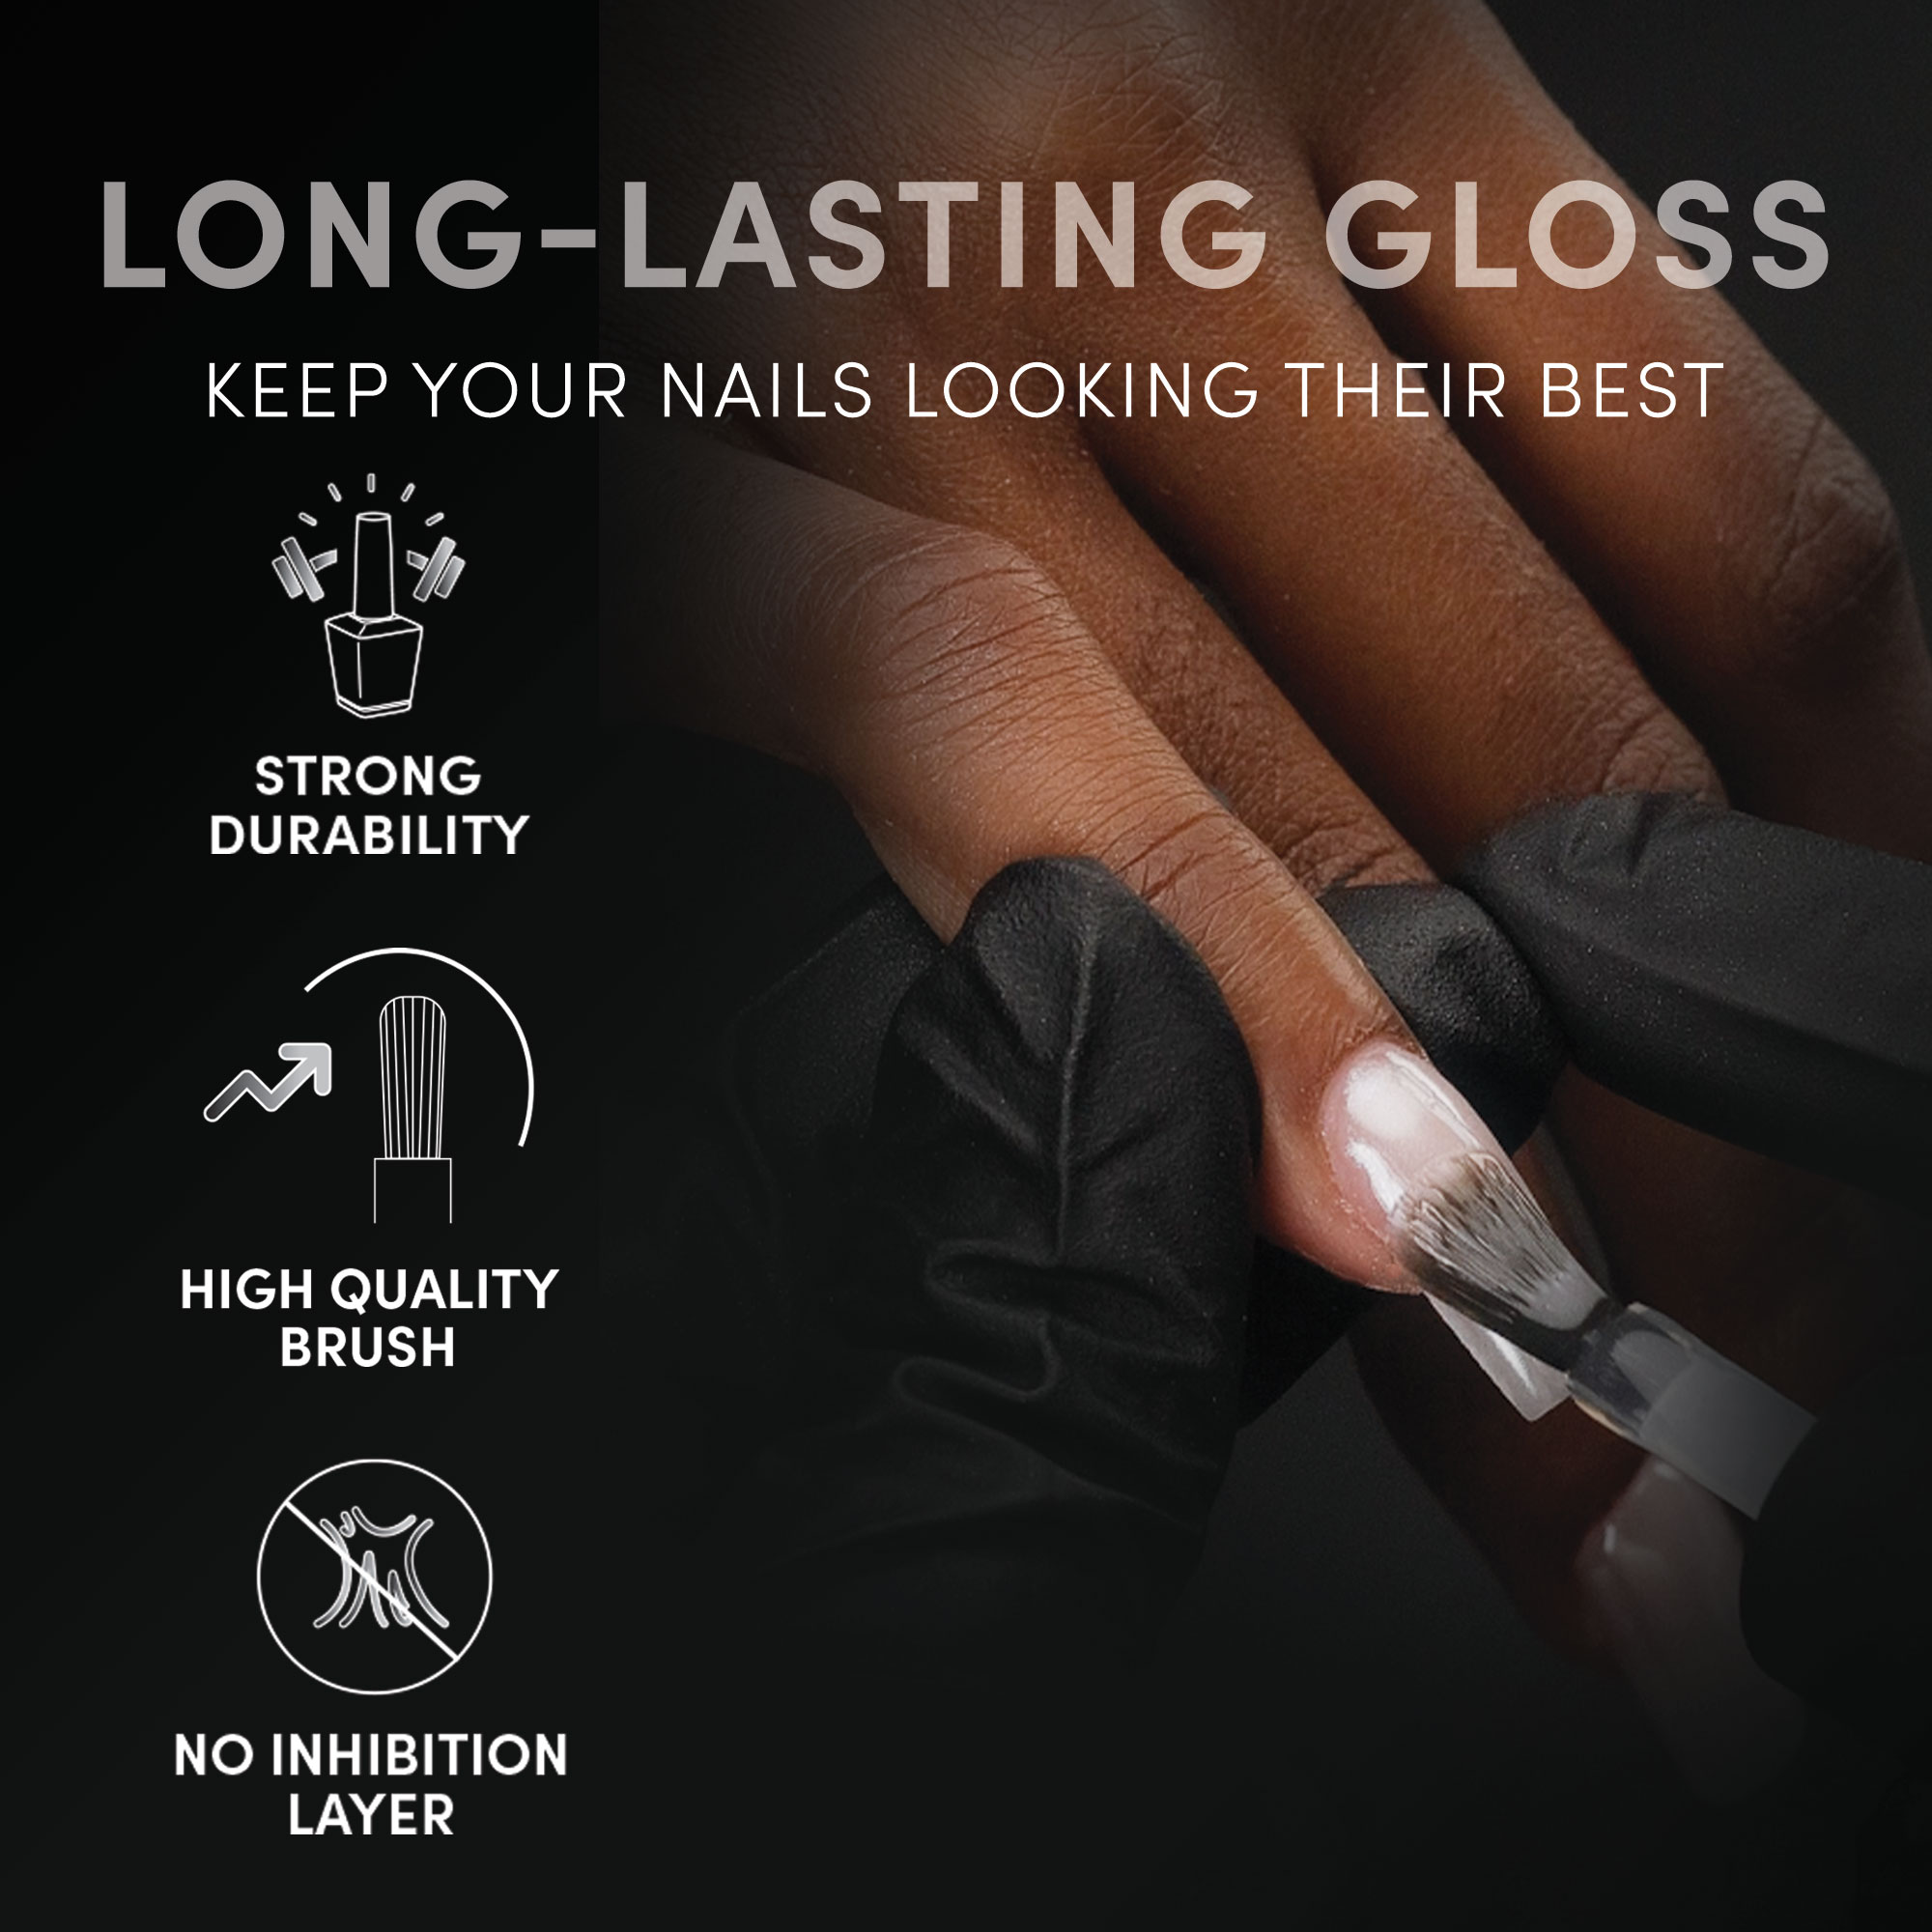 LONG-LASTING GLOSS
KEEP YOUR NAILS LOOKING THEIR BEST
STRONG
DURABILITY
HIGH QUALITY
BRUSH
NO INHIBITION
LAYER